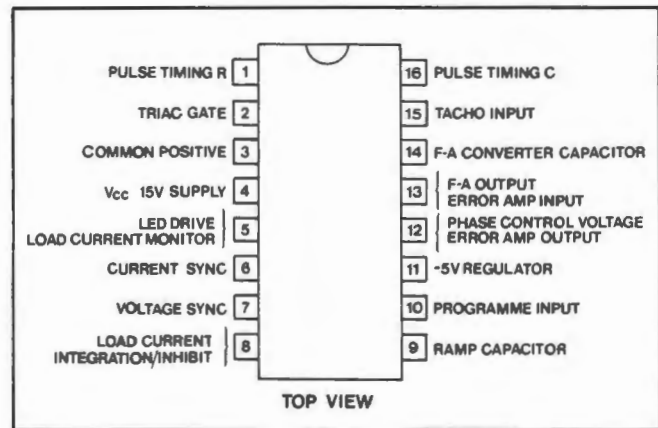 PULSE TIMING R 1
TRIAC GATE 2
COMMON POSITIVE 3
Vcc 15V SUPPLY 4
LED DRIVE
LOAD CURRENT MONITOR 5
CURRENT SYNC 6
VOLTAGE SYNC 7
LOAD CURRENT
INTEGRATION/INHIBIT 8
16 PULSE TIMING C
15 TACHO INPUT
14 F-A CONVERTER CAPACITOR
13 F-A OUTPUT
ERROR AMP INPUT
12 PHASE CONTROL VOLTAGE
ERROR AMP OUTPUT
11 -5V REGULATOR
10 PROGRAMME INPUT
9 RAMP CAPACITOR
TOP VIEW